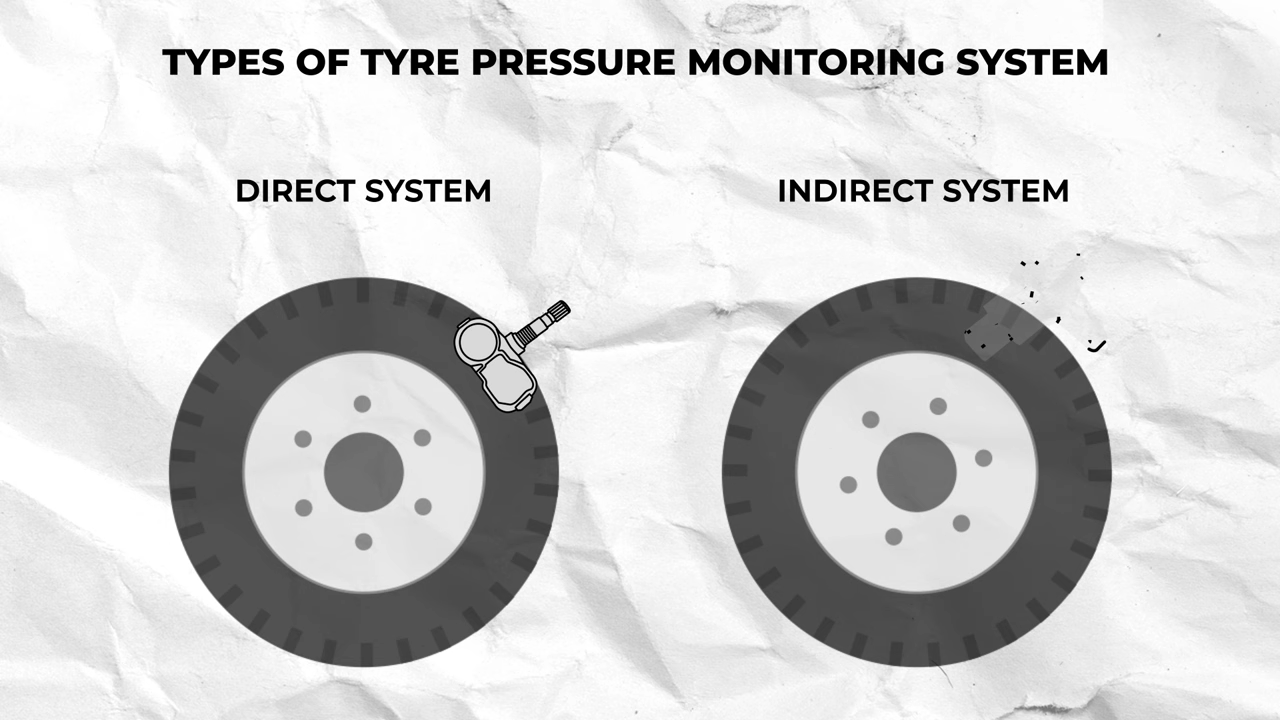 TYPES OF TYRE PRESSURE MONITORING SYSTEM
DIRECT SYSTEM
INDIRECT SYSTEM